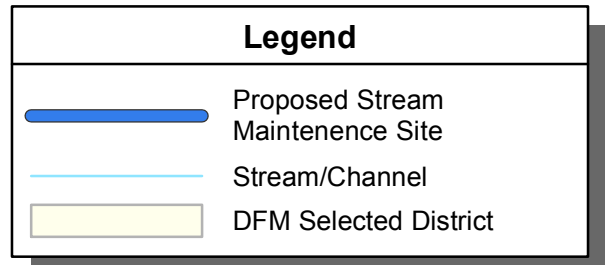 Legend
Proposed Stream
Maintenence Site
Stream/Channel
DFM Selected District